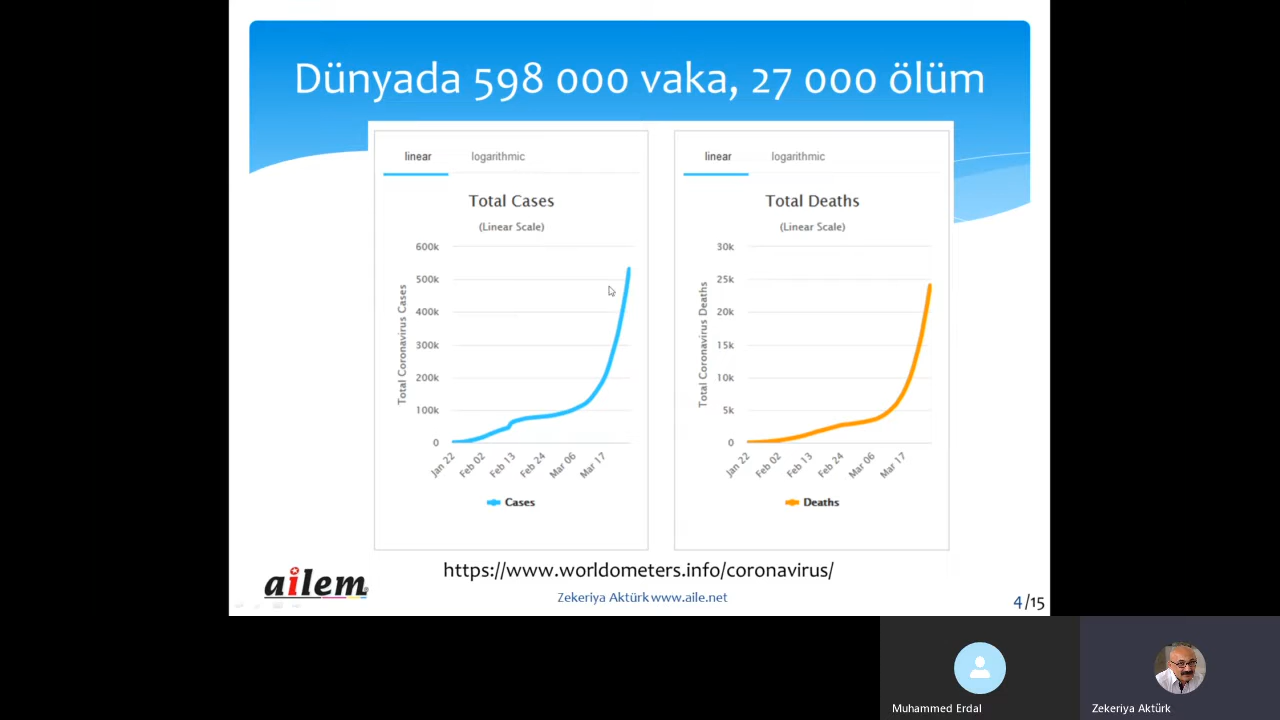 Dünyada 598 000 vaka, 27 000 ölüm
linear logarithmic
Total Cases
(Linear Scale)
Total Coronavirus Cases
600k
500k
400k
300k
200k
100k
0
Jan 22 Feb 02 Feb 13 Feb 24 Mar 06 Mar 17
Cases
linear logarithmic
Total Deaths
(Linear Scale)
Total Coronavirus Deaths
30k
25k
20k
15k
10k
5k
0
Jan 22 Feb 02 Feb 13 Feb 24 Mar 06 Mar 17
Deaths
https://www.worldometers.info/coronavirus/
ailem
Zekeriya Aktürk www.aile.net
4/15
Muhammed Erdal
Zekeriya Aktürk